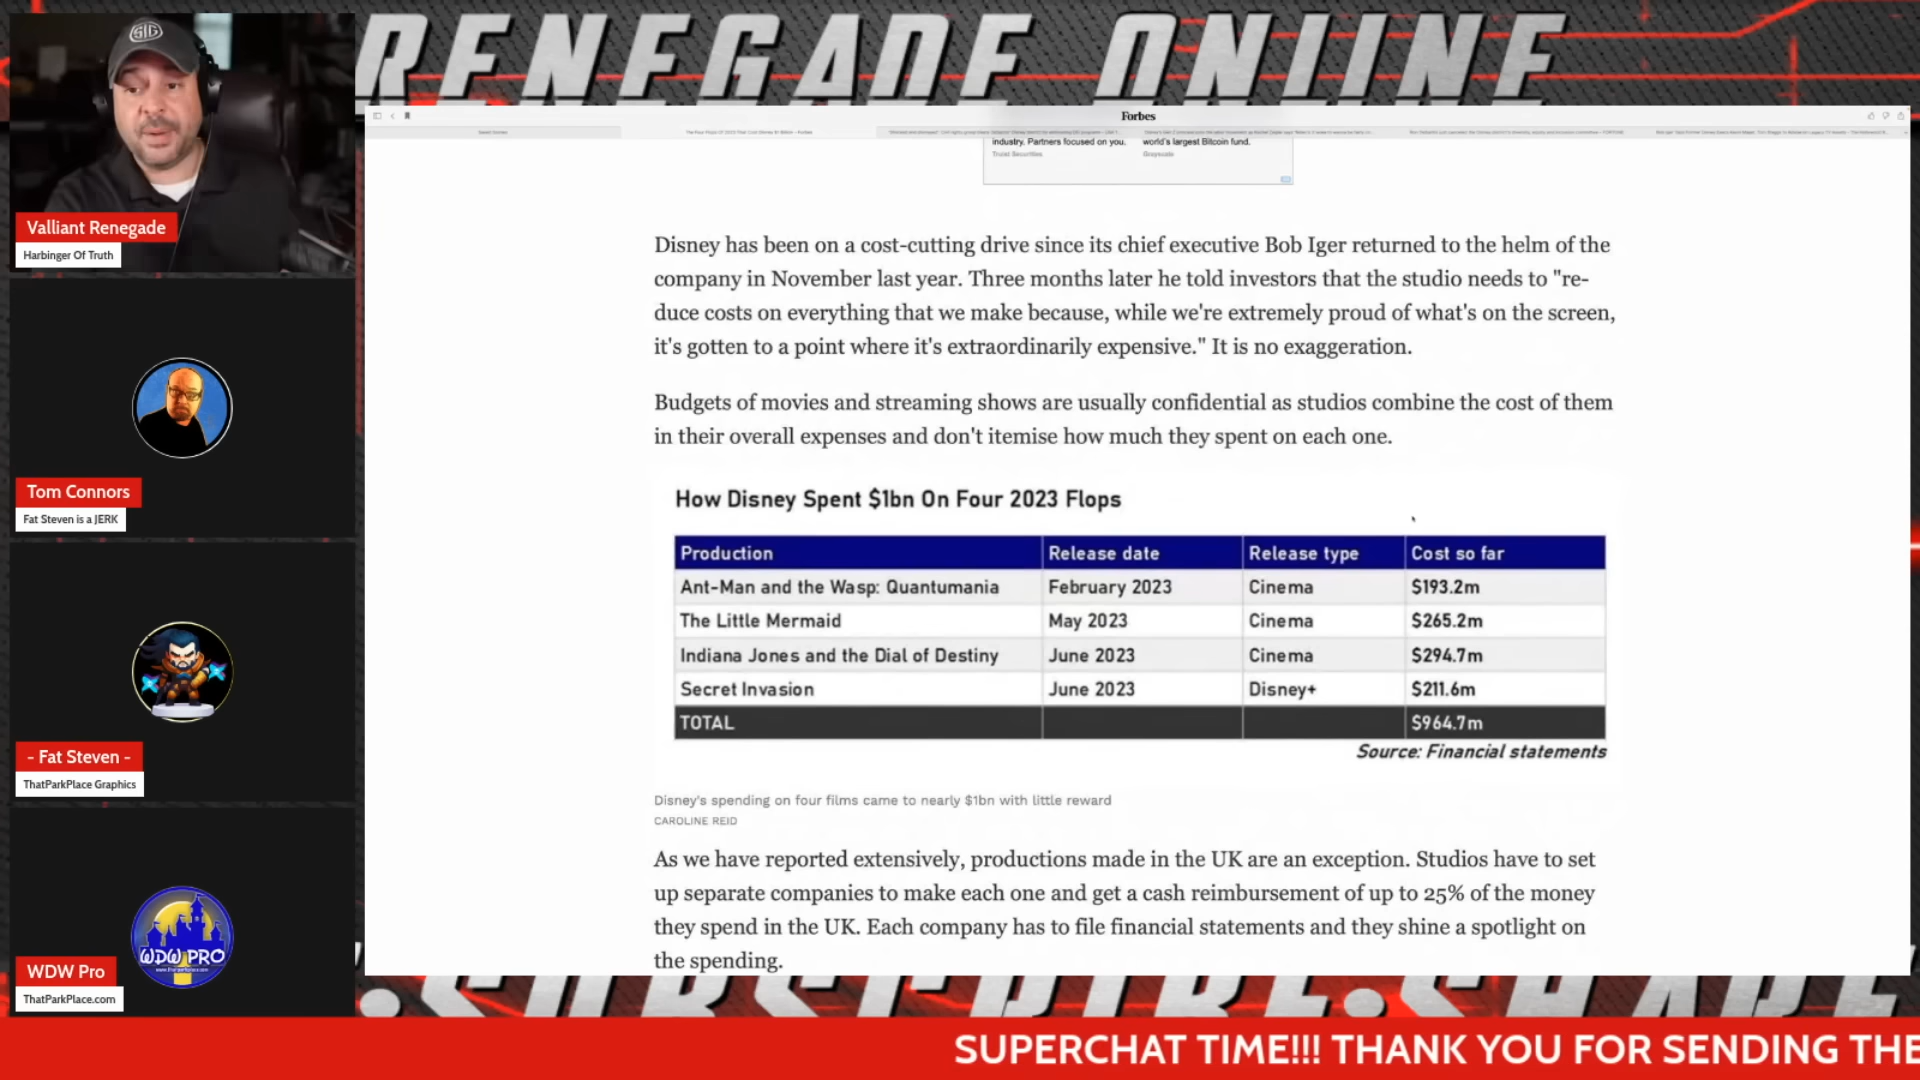 RENEGADE ONLINE
SIG
Valliant Renegade
Harbinger Of Truth
Tom Connors
Fat Steven is a JERK
- Fat Steven -
ThatParkPlace Graphics
WDW PRO
WDW Pro
ThatParkPlace.com
Forbes
industry. Partners focused on you.
world's largest Bitcoin fund.
Grayscale
Disney has been on a cost-cutting drive since its chief executive Bob Iger returned to the helm of the
company in November last year. Three months later he told investors that the studio needs to "re-
duce costs on everything that we make because, while we're extremely proud of what's on the screen,
it's gotten to a point where it's extraordinarily expensive." It is no exaggeration.
Budgets of movies and streaming shows are usually confidential as studios combine the cost of them
in their overall expenses and don't itemise how much they spent on each one.
How Disney Spent $1bn On Four 2023 Flops
Production Release date Release type Cost so far
Ant-Man and the Wasp: Quantumania February 2023 Cinema $193.2m
The Little Mermaid May 2023 Cinema $265.2m
Indiana Jones and the Dial of Destiny June 2023 Cinema $294.7m
Secret Invasion June 2023 Disney+ $211.6m
TOTAL $964.7m
Source: Financial statements
Disney's spending on four films came to nearly $1bn with little reward
CAROLINE REID
As we have reported extensively, productions made in the UK are an exception. Studios have to set
up separate companies to make each one and get a cash reimbursement of up to 25% of the money
they spend in the UK. Each company has to file financial statements and they shine a spotlight on
the spending.
SUPERCHAT TIME!!! THANK YOU FOR SENDING THE